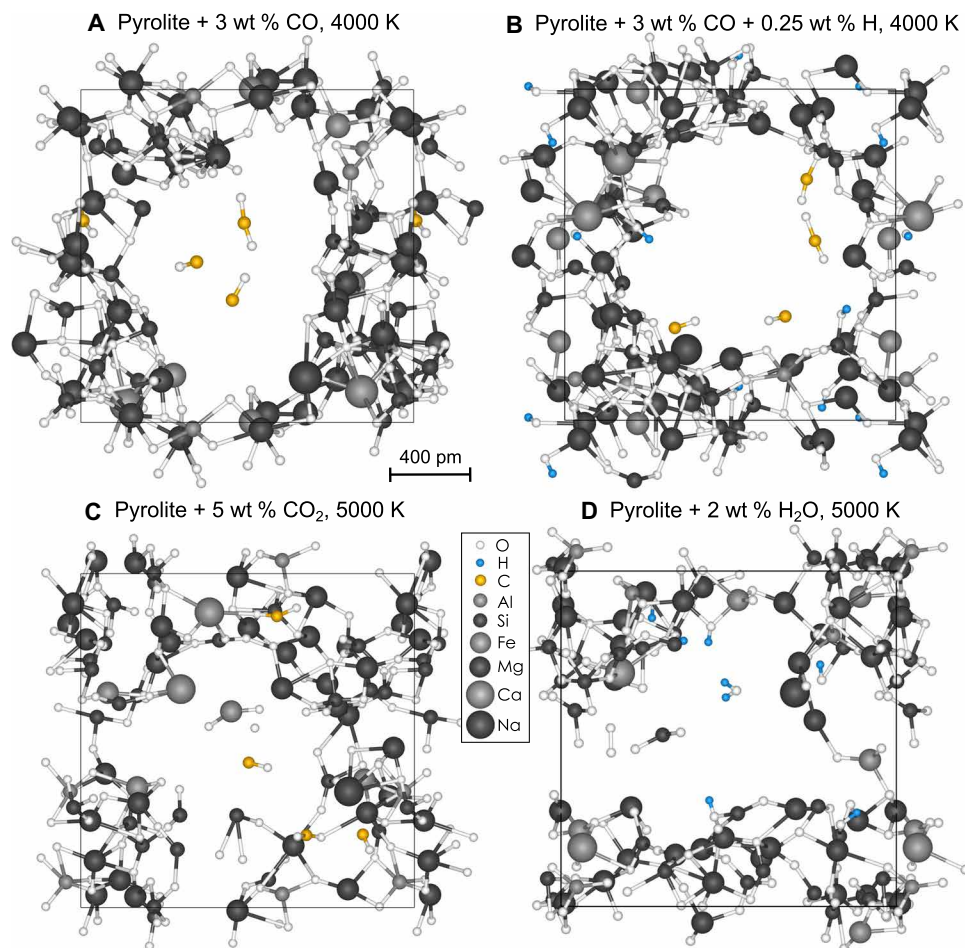 A Pyrolite + 3 wt % CO, 4000 K
B Pyrolite + 3 wt % CO + 0.25 wt % H, 4000 K
400 pm
C Pyrolite + 5 wt % CO₂, 5000 K
D Pyrolite + 2 wt % H₂O, 5000 K
O
H
C
Al
Si
Fe
Mg
Ca
Na